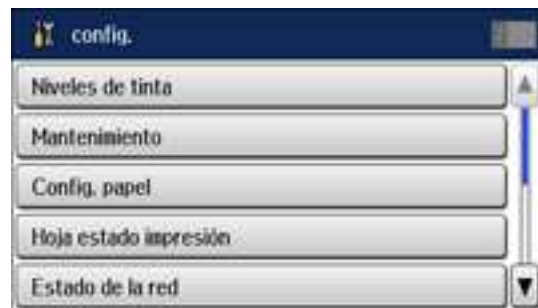 config.
Niveles de tinta
Mantenimiento
Config. papel
Hoja estado impresión
Estado de la red